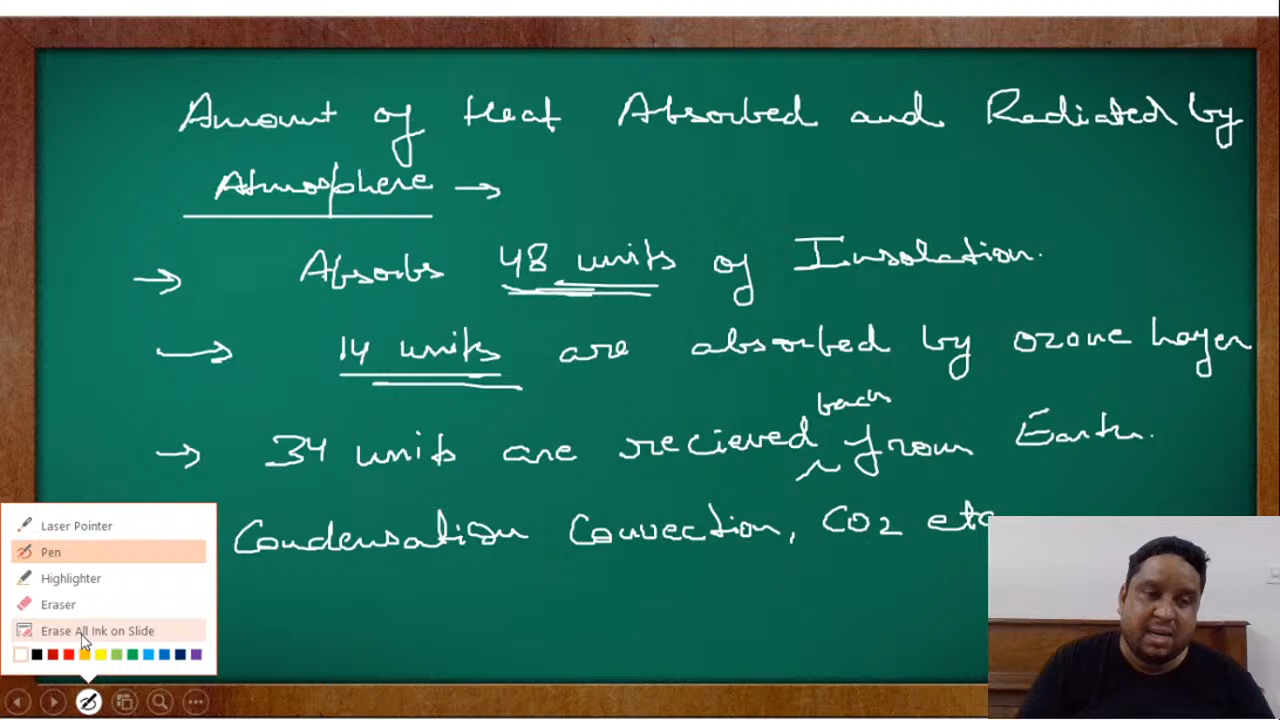 Amount of Heat Absorbed and Radiated by
Atmosphere →
→ Absorbs 48 units of Insolation.
→ 14 units are absorbed by ozone layer
back
→ 34 units are recieved from Earth.
Condensation Convection, CO2 etc
Laser Pointer
Pen
Highlighter
Eraser
Erase All Ink on Slide